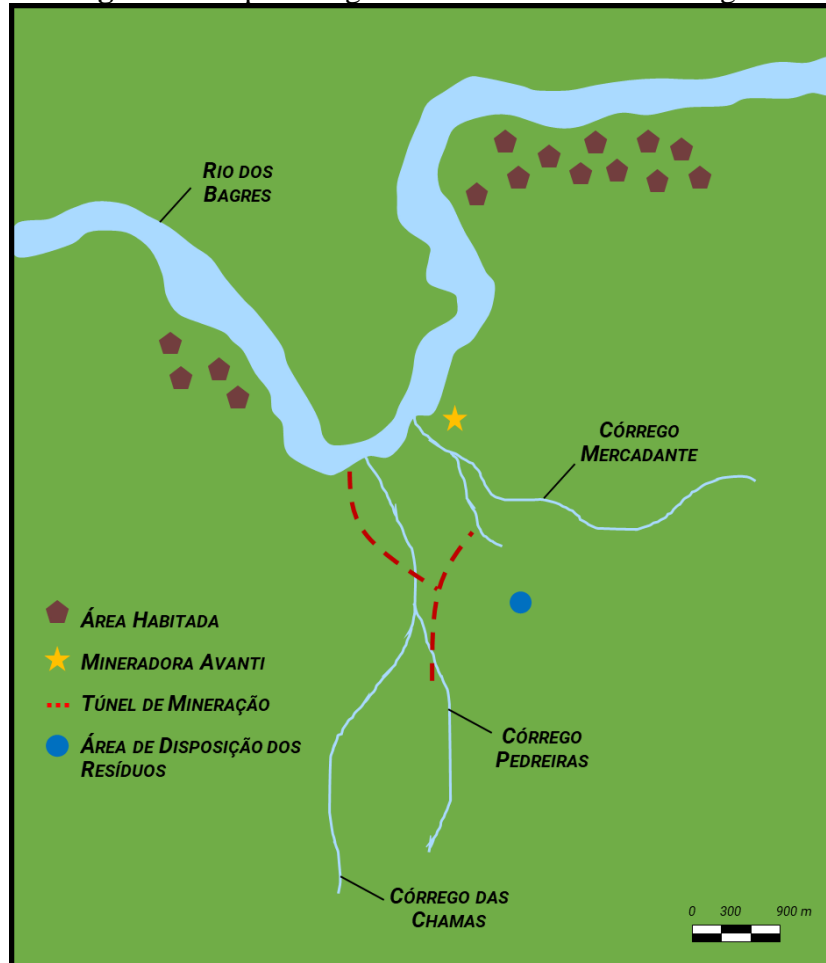 RIO DOS
BAGRES
CÓRREGO
MERCADANTE
ÁREA HABITADA
MINERADORA AVANTI
TÚNEL DE MINERAÇÃO
ÁREA DE DISPOSIÇÃO DOS
RESÍDUOS
CÓRREGO
PEDREIRAS
CÓRREGO DAS
CHAMAS
0 300 900 m